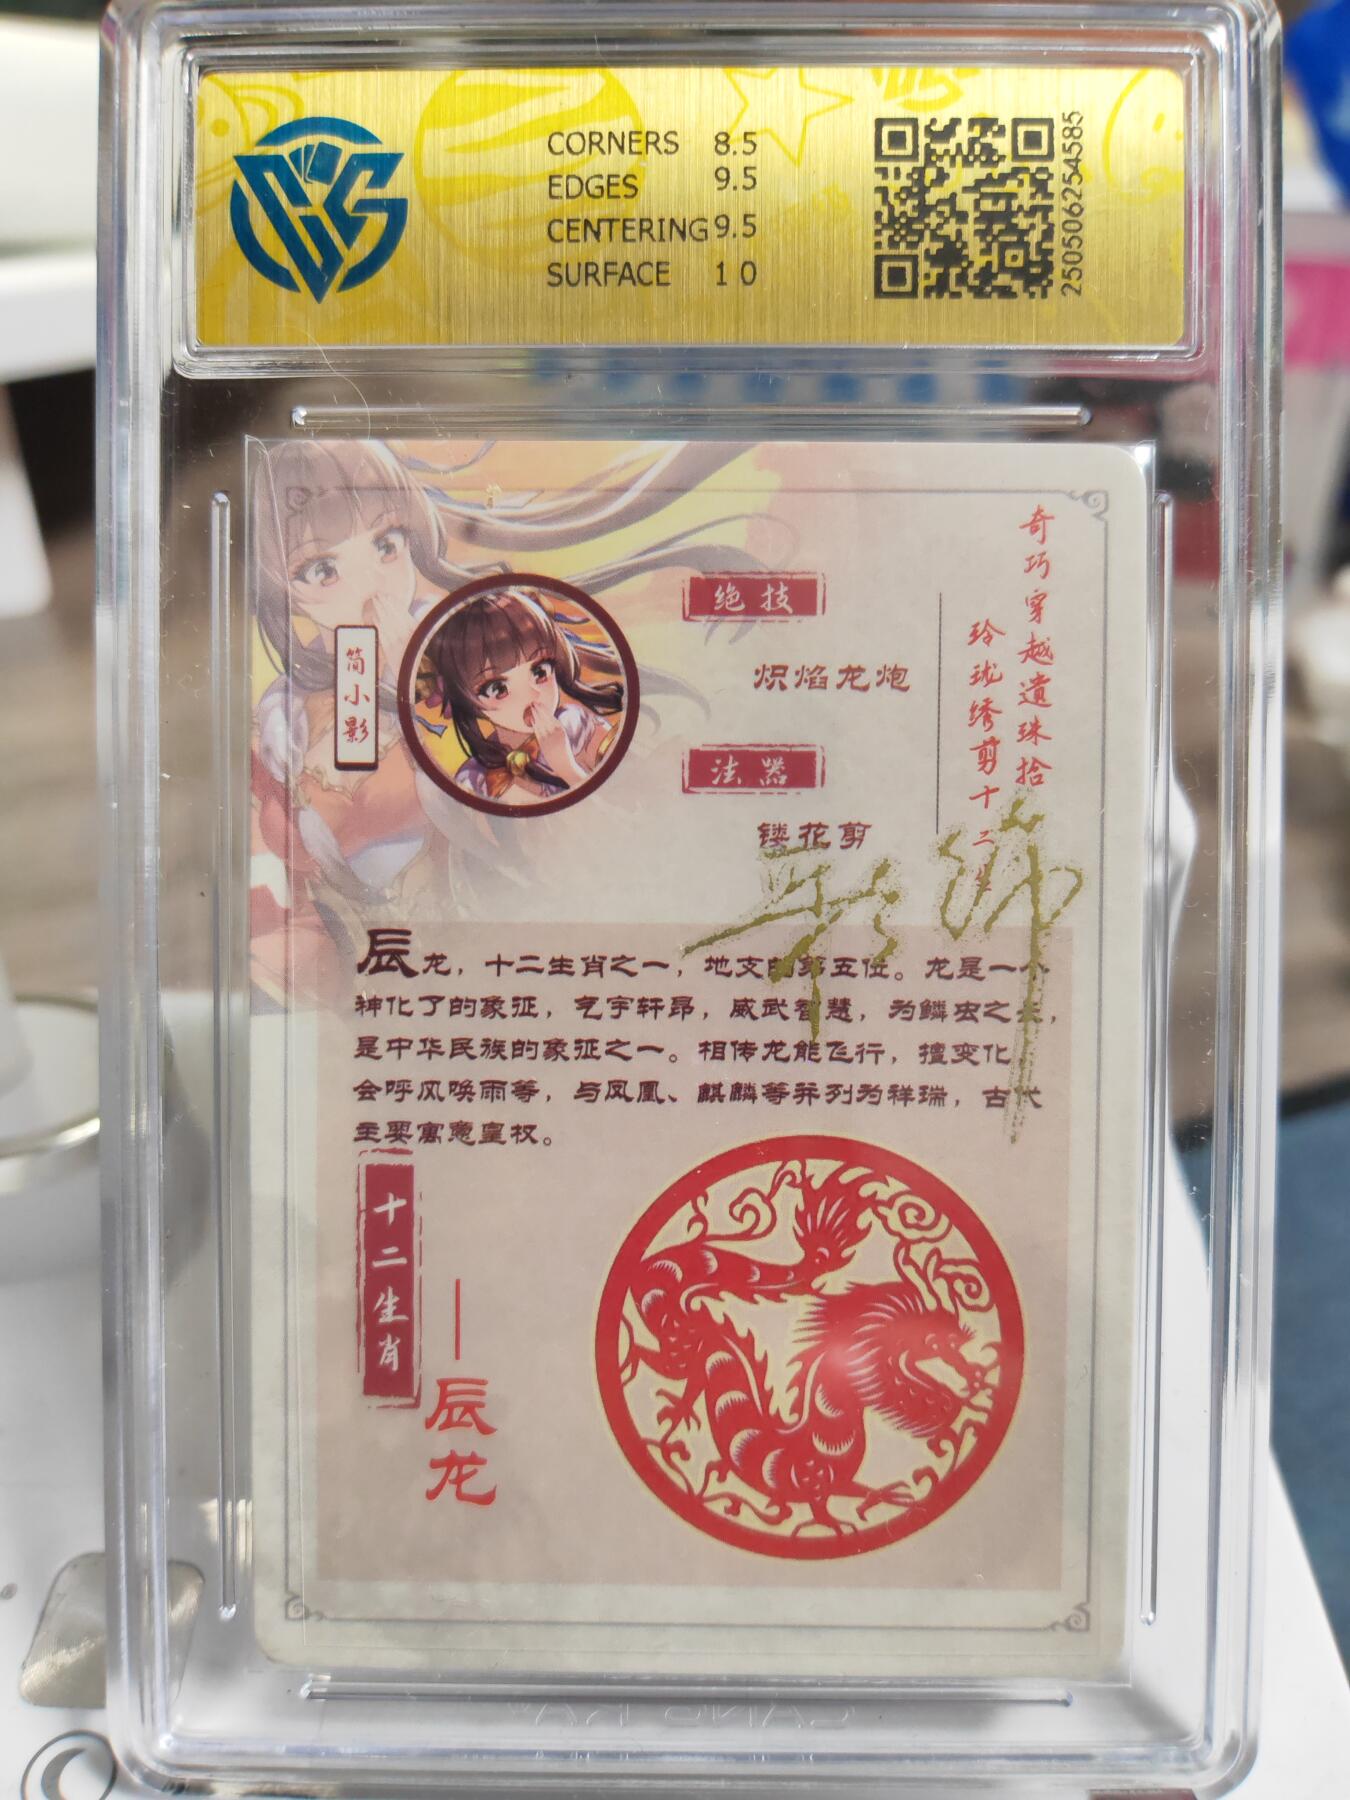 CCS
CORNERS 8.5
EDGES 9.5
CENTERING 9.5
SURFACE 10
250506254585
奇巧穿越遺珠拾
玲珑绣剪十二生
简小影
绝技
炽焰龙炮
法器
镂花剪
辰龙，十二生肖之一，地支的第五位。龙是一个
神化了的象征，气宇轩昂，威武智慧，为鳞虫之长，
是中华民族的象征之一。相传龙能飞行，擅变化，
会呼风唤雨等，与凤凰、麒麟等并列为祥瑞，古代
主要寓意皇权。
十二生肖
——辰龙